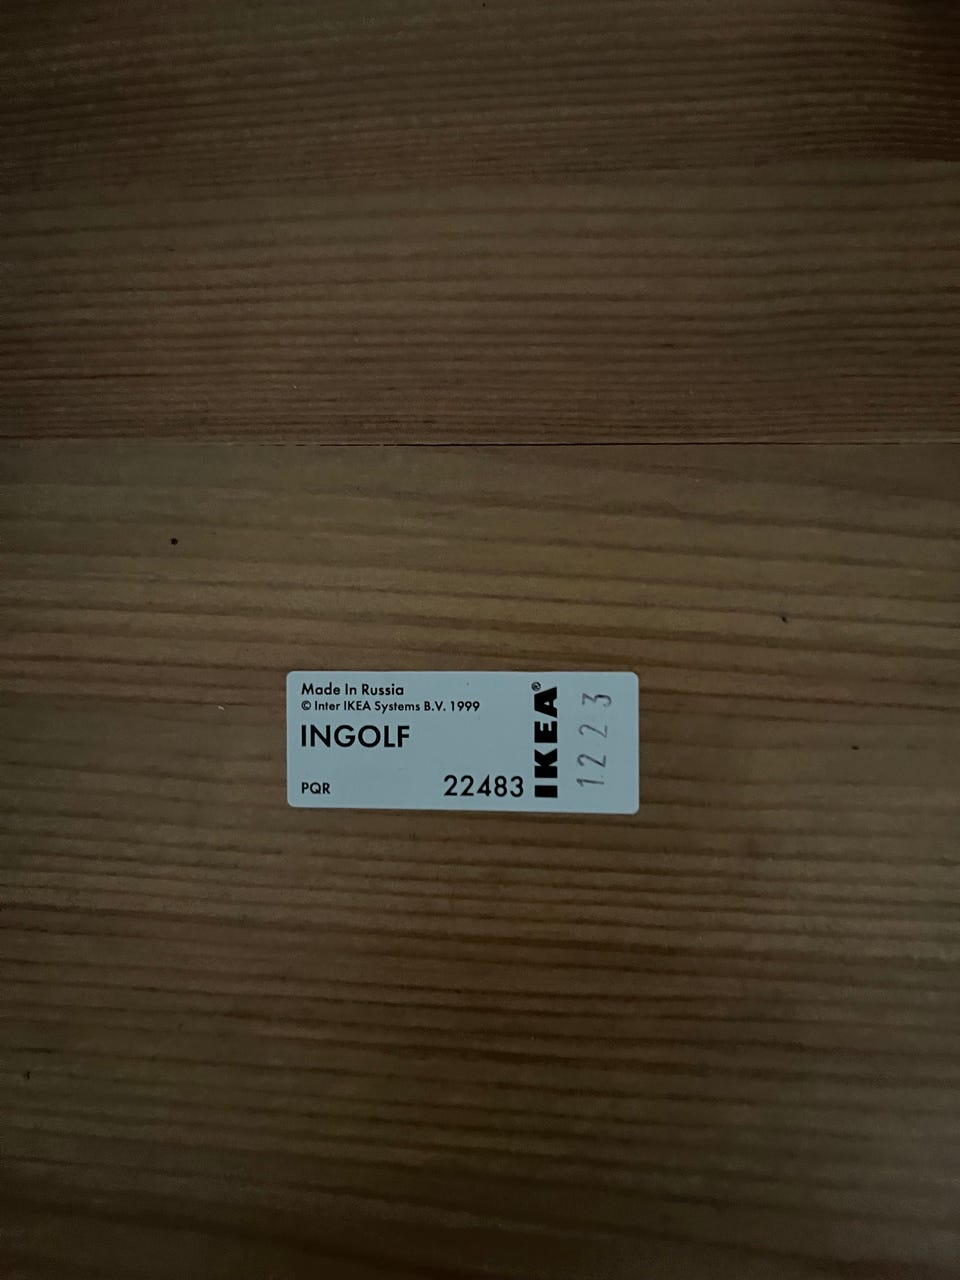 Made In Russia
© Inter IKEA Systems B.V. 1999
INGOLF
PQR
22483
IKEA®
1223